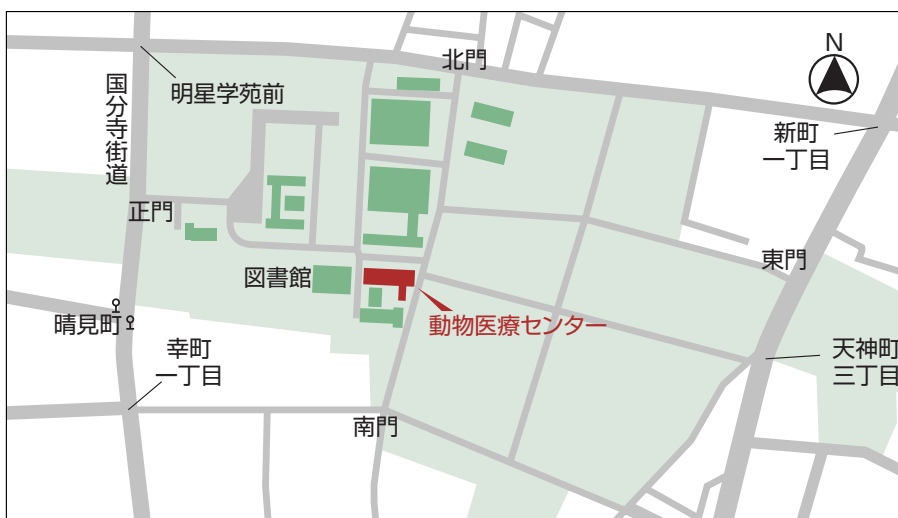 N
北門
明星学苑前
国分寺街道
新町
一丁目
正門
東門
図書館
動物医療センター
晴見町
幸町
一丁目
天神町
三丁目
南門